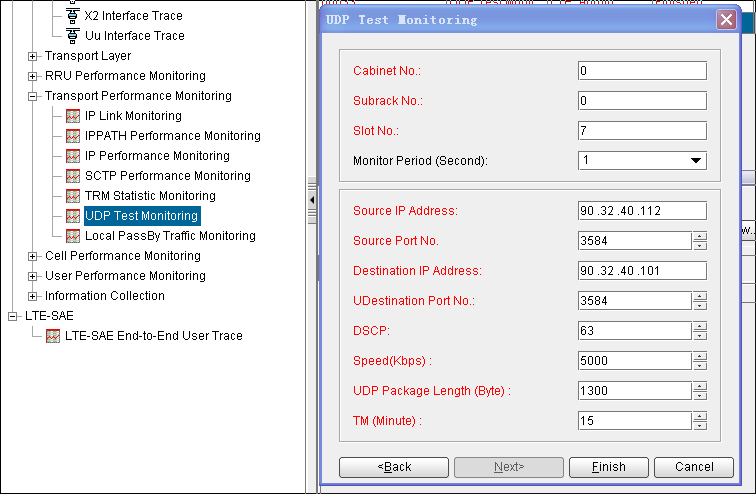 X2 Interface Trace
Uu Interface Trace
Transport Layer
RRU Performance Monitoring
Transport Performance Monitoring
IP Link Monitoring
IPPATH Performance Monitoring
IP Performance Monitoring
SCTP Performance Monitoring
TRM Statistic Monitoring
UDP Test Monitoring
Local PassBy Traffic Monitoring
Cell Performance Monitoring
User Performance Monitoring
Information Collection
LTE-SAE
LTE-SAE End-to-End User Trace
UDP Test Monitoring
Cabinet No.: 0
Subrack No.: 0
Slot No.: 7
Monitor Period (Second): 1
Source IP Address: 90 .32 .40 .112
Source Port No. 3584
Destination IP Address: 90 .32 .40 .101
UDestination Port No.: 3584
DSCP: 63
Speed(Kbps) : 5000
UDP Package Length (Byte) : 1300
TM (Minute) : 15
<Back Next> Finish Cancel